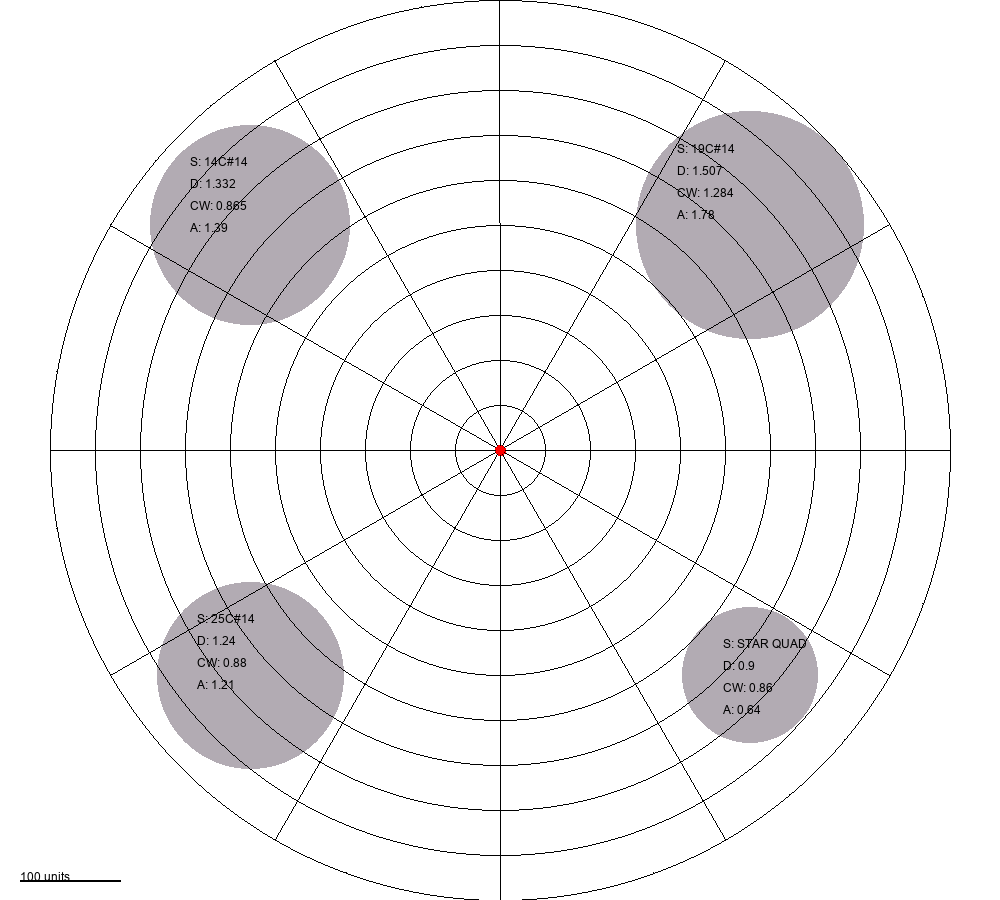 S: 14C#14
D: 1.332
CW: 0.865
A: 1.39
S: 19C#14
D: 1.507
CW: 1.284
A: 1.78
S: 25C#14
D: 1.24
CW: 0.88
A: 1.21
S: STAR QUAD
D: 0.9
CW: 0.86
A: 0.64
100 units